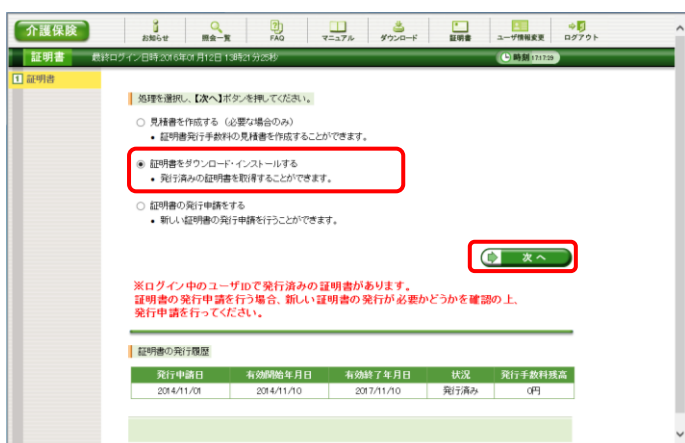 介護保険
お知らせ 照会一覧 FAQ マニュアル ダウンロード 証明書 ユーザ情報変更 ログアウト
証明書 最終ログイン日時:2016年01月12日 13時21分25秒 時刻 17:17:29
1 証明書
処理を選択し、【次へ】ボタンを押してください。
見積書を作成する (必要な場合のみ)
• 証明書発行手数料の見積書を作成することができます。
証明書をダウンロード・インストールする
• 発行済みの証明書を取得することができます。
証明書の発行申請をする
• 新しい証明書の発行申請を行うことができます。
次 へ
※ログイン中のユーザIDで発行済みの証明書があります。
証明書の発行申請を行う場合、新しい証明書の発行が必要かどうかを確認の上、
発行申請を行ってください。
証明書の発行履歴
発行申請日 有効開始年月日 有効終了年月日 状況 発行手数料残高
2014/11/01 2014/11/10 2017/11/10 発行済み 0円